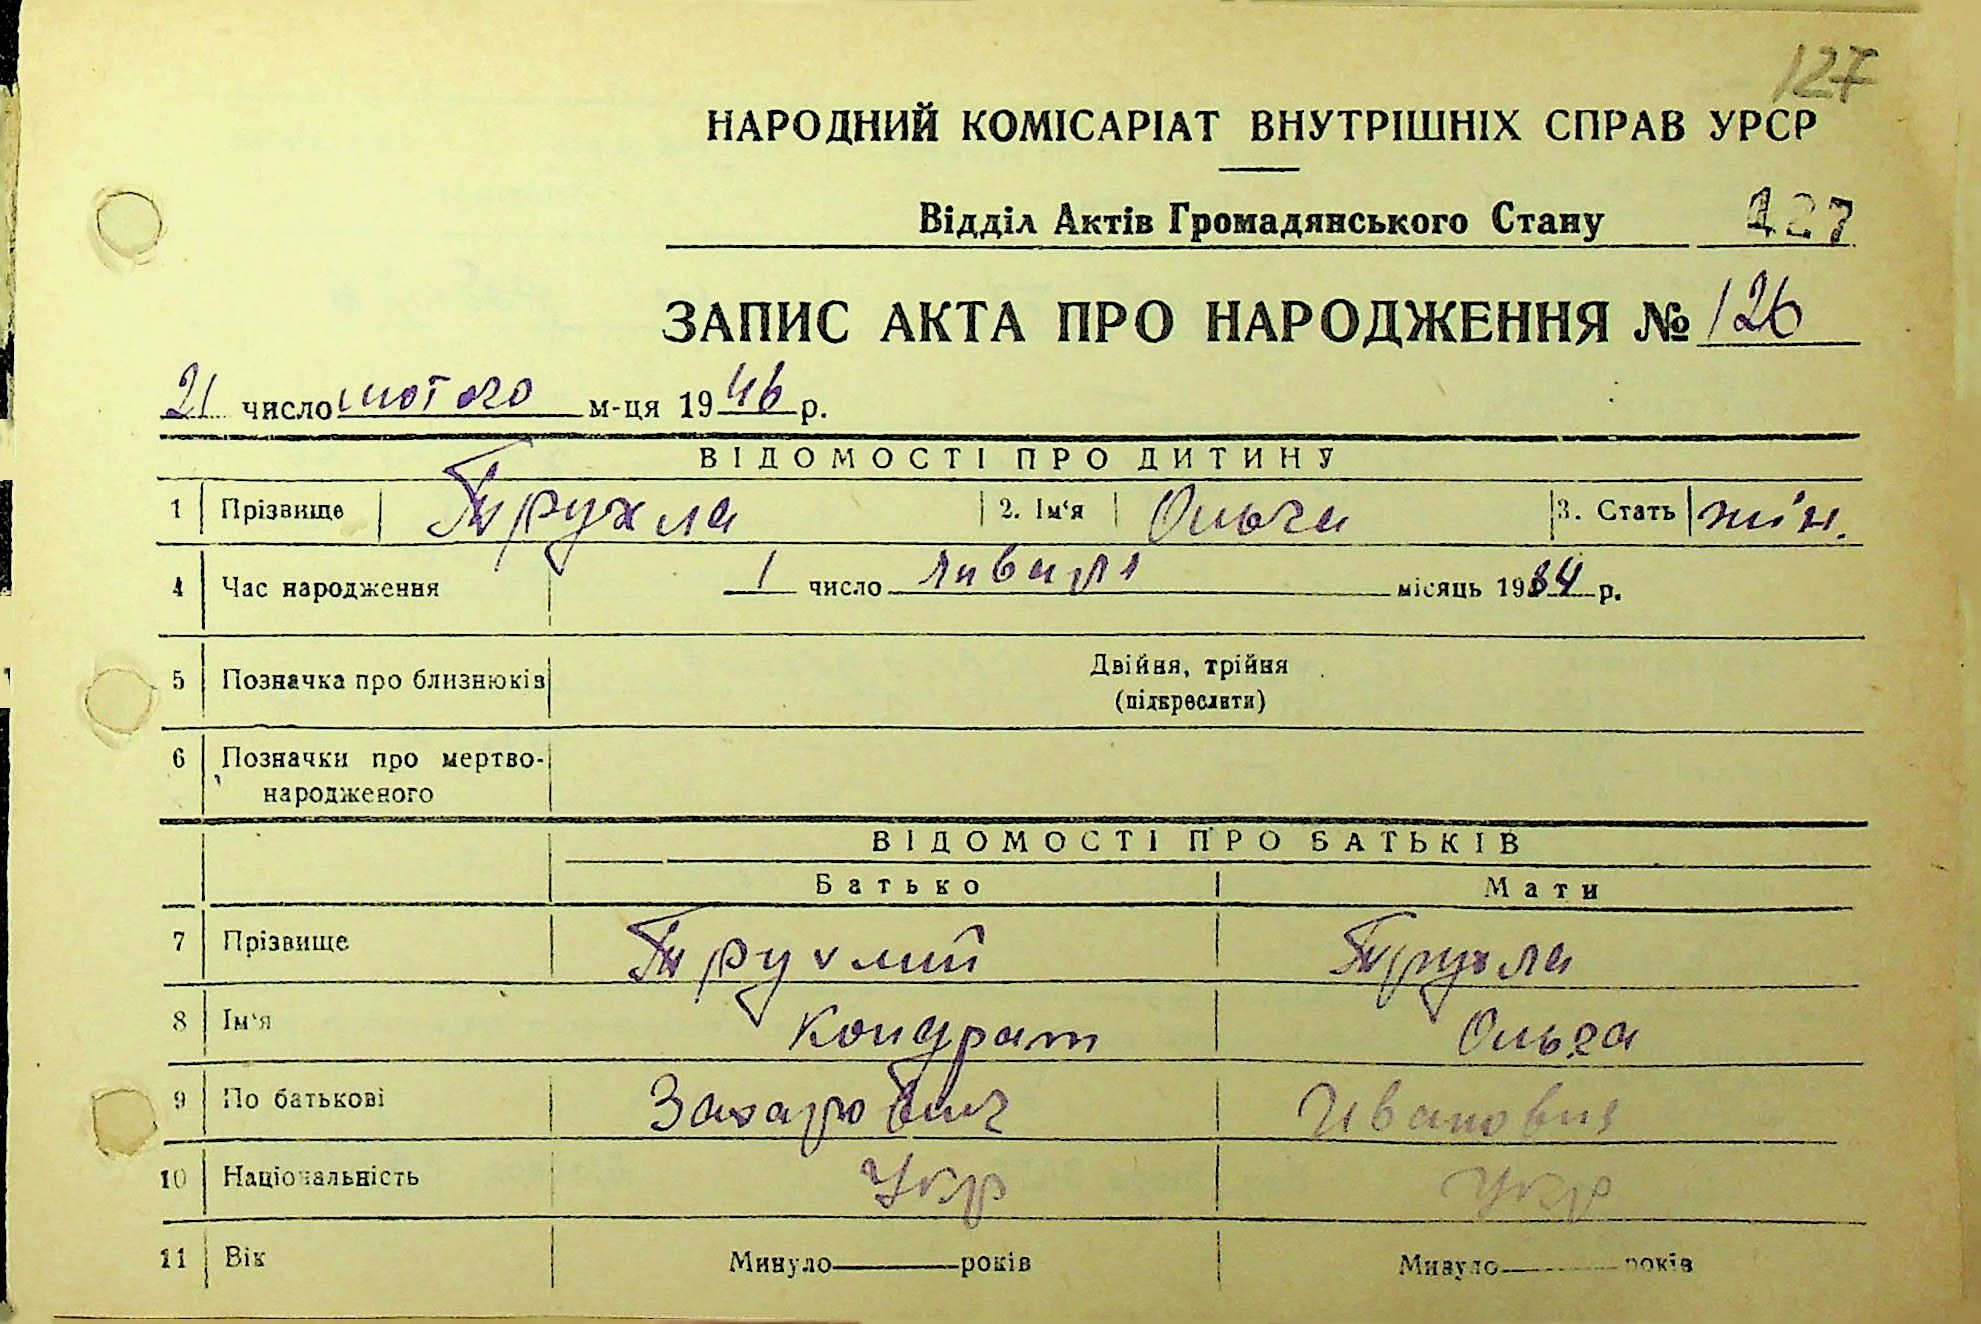 127
НАРОДНИЙ КОМІСАРІАТ ВНУТРІШНІХ СПРАВ УРСР
Відділ Актів Громадянського Стану 127
ЗАПИС АКТА ПРО НАРОДЖЕННЯ № 126
21 число лютого м-ця 1946 р.
ВІДОМОСТІ ПРО ДИТИНУ
1 Прізвище Трухла 2. Ім'я Ольга 3. Стать жін.
4 Час народження 1 число місяць 1934 р.
5 Позначка про близнюків Двійня, трійня
(підкреслити)
6 Позначки про мертво-
народженого
ВІДОМОСТІ ПРО БАТЬКІВ
Батько Мати
7 Прізвище Трухлий Трухла
8 Ім'я Кондрат Ольга
9 По батькові Захарович Ивановня
10 Національність Укр Укр
11 Вік Минуло років Минуло років